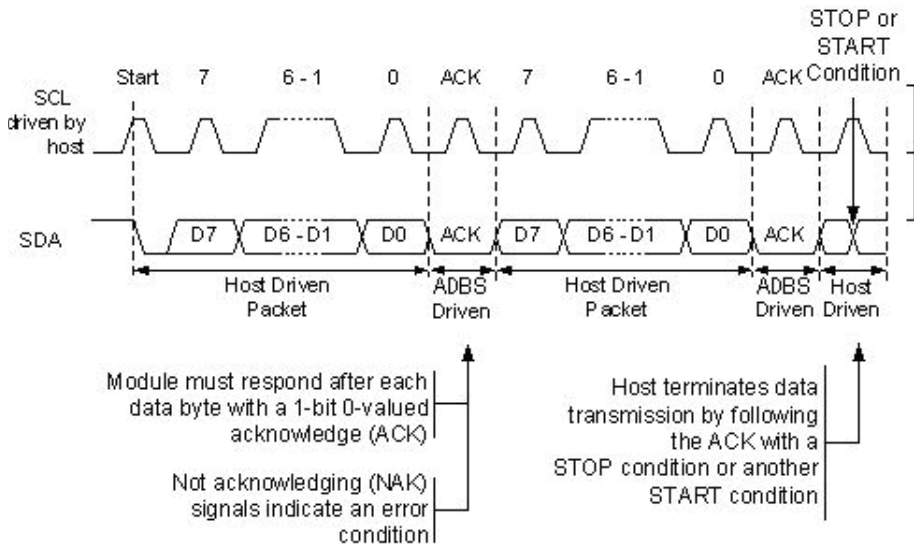 STOP or
START
Condition
Start 7 6 - 1 0 ACK 7 6 - 1 0 ACK
SCL
driven by
host
SDA
D7 D6 - D1 D0 ACK D7 D6 - D1 D0 ACK
Host Driven
Packet
ADBS
Driven
Host Driven
Packet
ADBS
Driven
Host
Driven
Module must respond after each
data byte with a 1-bit 0-valued
acknowledge (ACK)
Not acknowledging (NAK)
signals indicate an error
condition
Host terminates data
transmission by following
the ACK with a
STOP condition or another
START condition